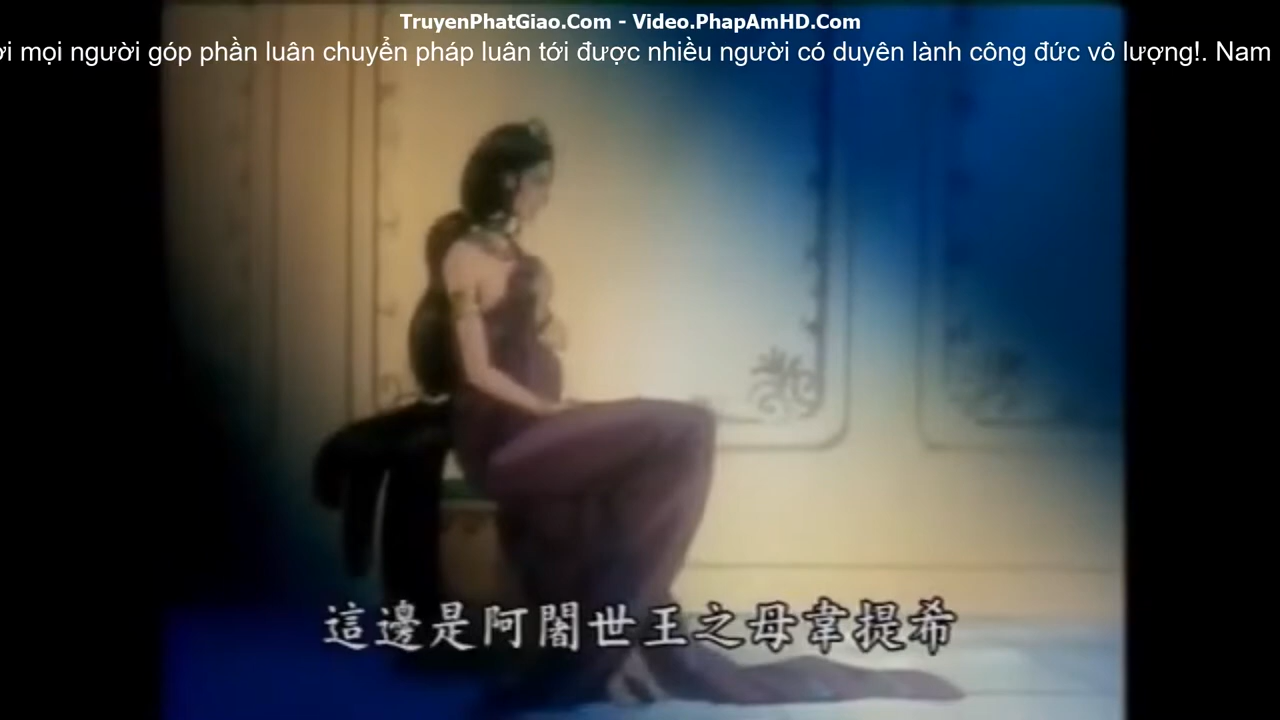 TruyenPhatGiao.Com - Video.PhapAmHD.Com
mọi người góp phần luân chuyển pháp luân tới được nhiều người có duyên lành công đức vô lượng!. Nam
這邊是阿闍世王之母韋提希